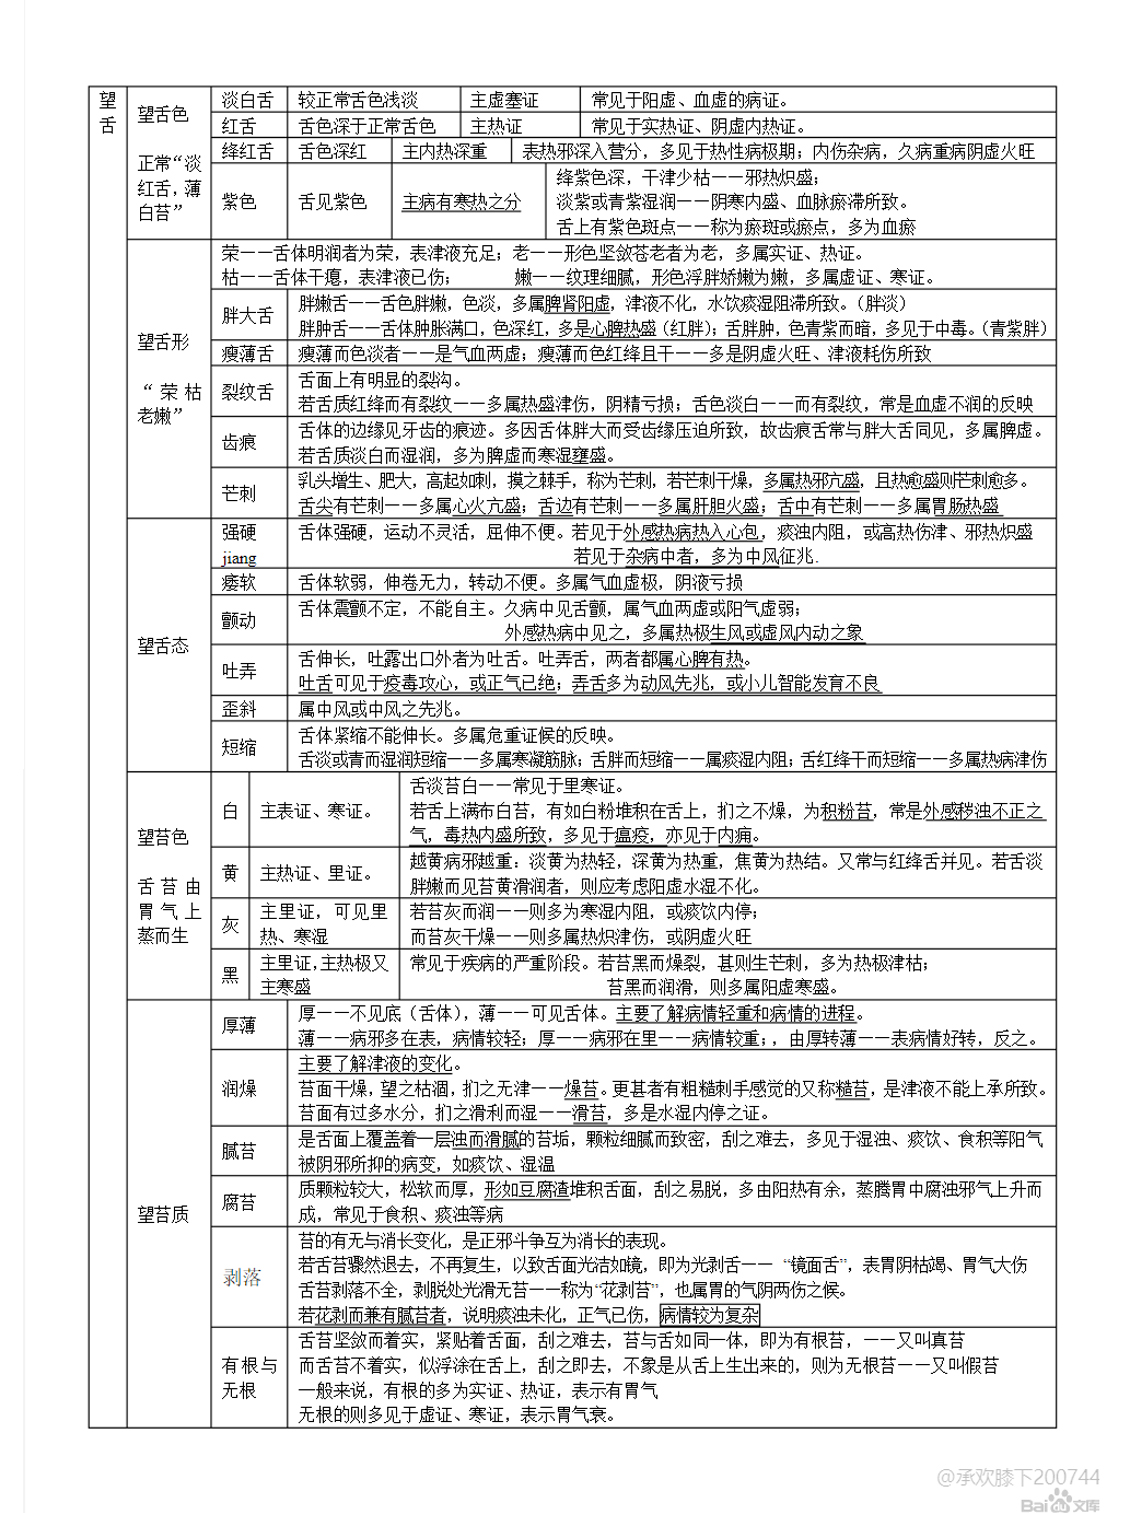 望舌
望舌色
正常“淡红舌，薄白苔”
淡白舌 较正常舌色浅淡 主虚塞证 常见于阳虚、血虚的病证。
红舌 舌色深于正常舌色 主热证 常见于实热证、阴虚内热证。
绛红舌 舌色深红 主内热深重 表热邪深入营分，多见于热性病极期；内伤杂病，久病重病阴虚火旺
紫色 舌见紫色 主病有寒热之分
绛紫色深，干津少枯——邪热炽盛；
淡紫或青紫湿润——阴寒内盛、血脉瘀滞所致。
舌上有紫色斑点——称为瘀斑或瘀点，多为血瘀
望舌形
“荣枯老嫩”
荣——舌体明润者为荣，表津液充足；老——形色坚敛苍老者为老，多属实证、热证。
枯——舌体干瘪，表津液已伤； 嫩——纹理细腻，形色浮胖娇嫩为嫩，多属虚证、寒证。
胖大舌
胖嫩舌——舌色胖嫩，色淡，多属脾肾阳虚，津液不化，水饮痰湿阻滞所致。（胖淡）
胖肿舌——舌体肿胀满口，色深红，多是心脾热盛（红胖）；舌胖肿，色青紫而暗，多见于中毒。（青紫胖）
瘦薄舌 瘦薄而色淡者——是气血两虚；瘦薄而色红绛且干——多是阴虚火旺、津液耗伤所致
裂纹舌
舌面上有明显的裂沟。
若舌质红绛而有裂纹——多属热盛津伤，阴精亏损；舌色淡白——而有裂纹，常是血虚不润的反映
齿痕
舌体的边缘见牙齿的痕迹。多因舌体胖大而受齿缘压迫所致，故齿痕舌常与胖大舌同见，多属脾虚。
若舌质淡白而湿润，多为脾虚而寒湿壅盛。
芒刺
乳头增生、肥大，高起如刺，摸之棘手，称为芒刺，若芒刺干燥，多属热邪亢盛，且热愈盛则芒刺愈多。
舌尖有芒刺——多属心火亢盛；舌边有芒刺——多属肝胆火盛；舌中有芒刺——多属胃肠热盛
望舌态
强硬
jiang
舌体强硬，运动不灵活，屈伸不便。若见于外感热病热入心包，痰浊内阻，或高热伤津、邪热炽盛
若见于杂病中者，多为中风征兆.
痿软 舌体软弱，伸卷无力，转动不便。多属气血虚极，阴液亏损
颤动
舌体震颤不定，不能自主。久病中见舌颤，属气血两虚或阳气虚弱；
外感热病中见之，多属热极生风或虚风内动之象
吐弄
舌伸长，吐露出口外者为吐舌。吐弄舌，两者都属心脾有热。
吐舌可见于疫毒攻心，或正气已绝；弄舌多为动风先兆，或小儿智能发育不良
歪斜 属中风或中风之先兆。
短缩
舌体紧缩不能伸长。多属危重证候的反映。
舌淡或青而湿润短缩——多属寒凝筋脉；舌胖而短缩——属痰湿内阻；舌红绛干而短缩——多属热病津伤
望苔色
舌苔由胃气上蒸而生
白 主表证、寒证。
舌淡苔白——常见于里寒证。
若舌上满布白苔，有如白粉堆积在舌上，扪之不燥，为积粉苔，常是外感秽浊不正之
气，毒热内盛所致，多见于瘟疫，亦见于内痈。
黄 主热证、里证。
越黄病邪越重：淡黄为热轻，深黄为热重，焦黄为热结。又常与红绛舌并见。若舌淡
胖嫩而见苔黄滑润者，则应考虑阳虚水湿不化。
灰 主里证，可见里热、寒湿
若苔灰而润——则多为寒湿内阻，或痰饮内停；
而苔灰干燥——则多属热炽津伤，或阴虚火旺
黑 主里证，主热极又主寒盛
常见于疾病的严重阶段。若苔黑而燥裂，甚则生芒刺，多为热极津枯；
苔黑而润滑，则多属阳虚寒盛。
望苔质
厚薄
厚——不见底（舌体），薄——可见舌体。主要了解病情轻重和病情的进程。
薄——病邪多在表，病情较轻；厚——病邪在里——病情较重；，由厚转薄——表病情好转，反之。
润燥
主要了解津液的变化。
苔面干燥，望之枯涸，扪之无津——燥苔。更甚者有粗糙刺手感觉的又称糙苔，是津液不能上承所致。
苔面有过多水分，扪之滑利而湿——滑苔，多是水湿内停之证。
腻苔
是舌面上覆盖着一层浊而滑腻的苔垢，颗粒细腻而致密，刮之难去，多见于湿浊、痰饮、食积等阳气
被阴邪所抑的病变，如痰饮、湿温
腐苔
质颗粒较大，松软而厚，形如豆腐渣堆积舌面，刮之易脱，多由阳热有余，蒸腾胃中腐浊邪气上升而
成，常见于食积、痰浊等病
剥落
苔的有无与消长变化，是正邪斗争互为消长的表现。
若舌苔骤然退去，不再复生，以致舌面光洁如镜，即为光剥舌—— “镜面舌”，表胃阴枯竭、胃气大伤
舌苔剥落不全，剥脱处光滑无苔——称为“花剥苔”，也属胃的气阴两伤之候。
若花剥而兼有腻苔者，说明痰浊未化，正气已伤，病情较为复杂
有根与无根
舌苔坚敛而着实，紧贴着舌面，刮之难去，苔与舌如同一体，即为有根苔，——又叫真苔
而舌苔不着实，似浮涂在舌上，刮之即去，不象是从舌上生出来的，则为无根苔——又叫假苔
一般来说，有根的多为实证、热证，表示有胃气
无根的则多见于虚证、寒证，表示胃气衰。
@承欢膝下200744
Bai文库